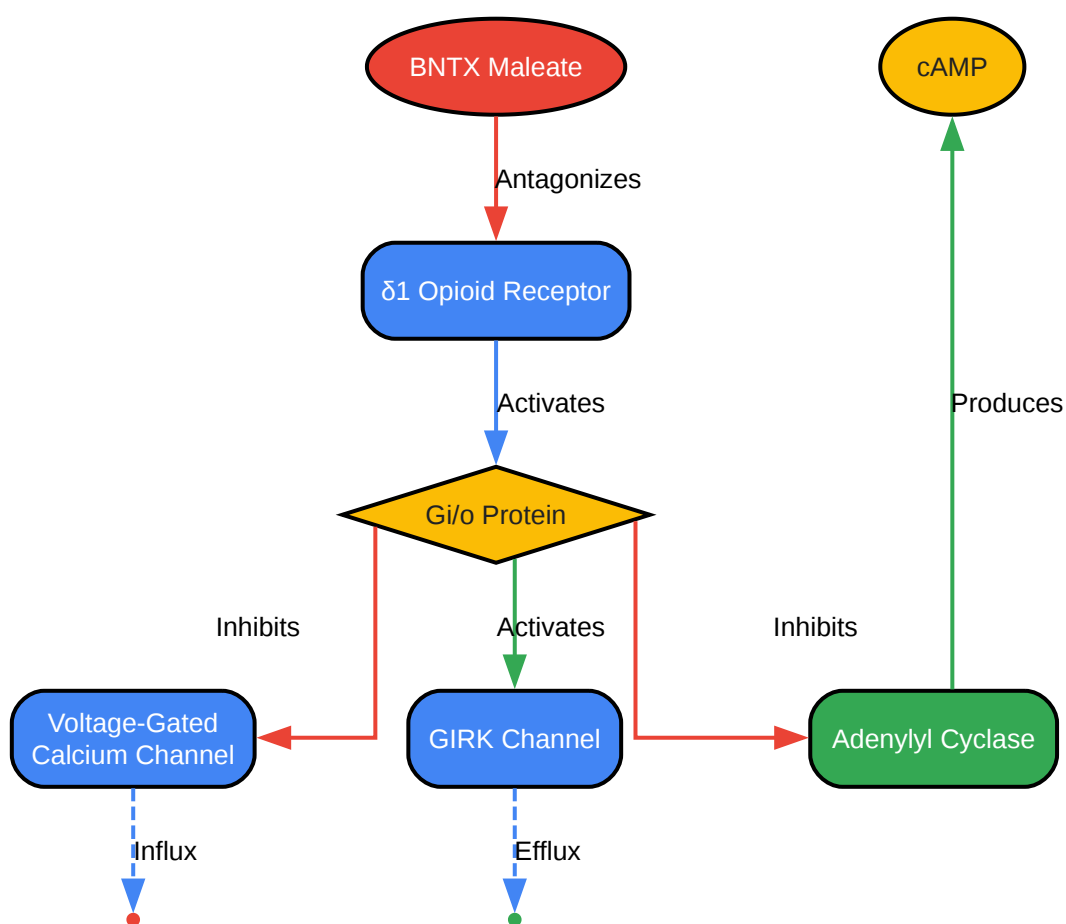 BNTX Maleate
cAMP
Antagonizes
δ1 Opioid Receptor
Activates
Produces
Gi/o Protein
Inhibits
Activates
Inhibits
Voltage-Gated
Calcium Channel
GIRK Channel
Adenylyl Cyclase
Influx
Efflux